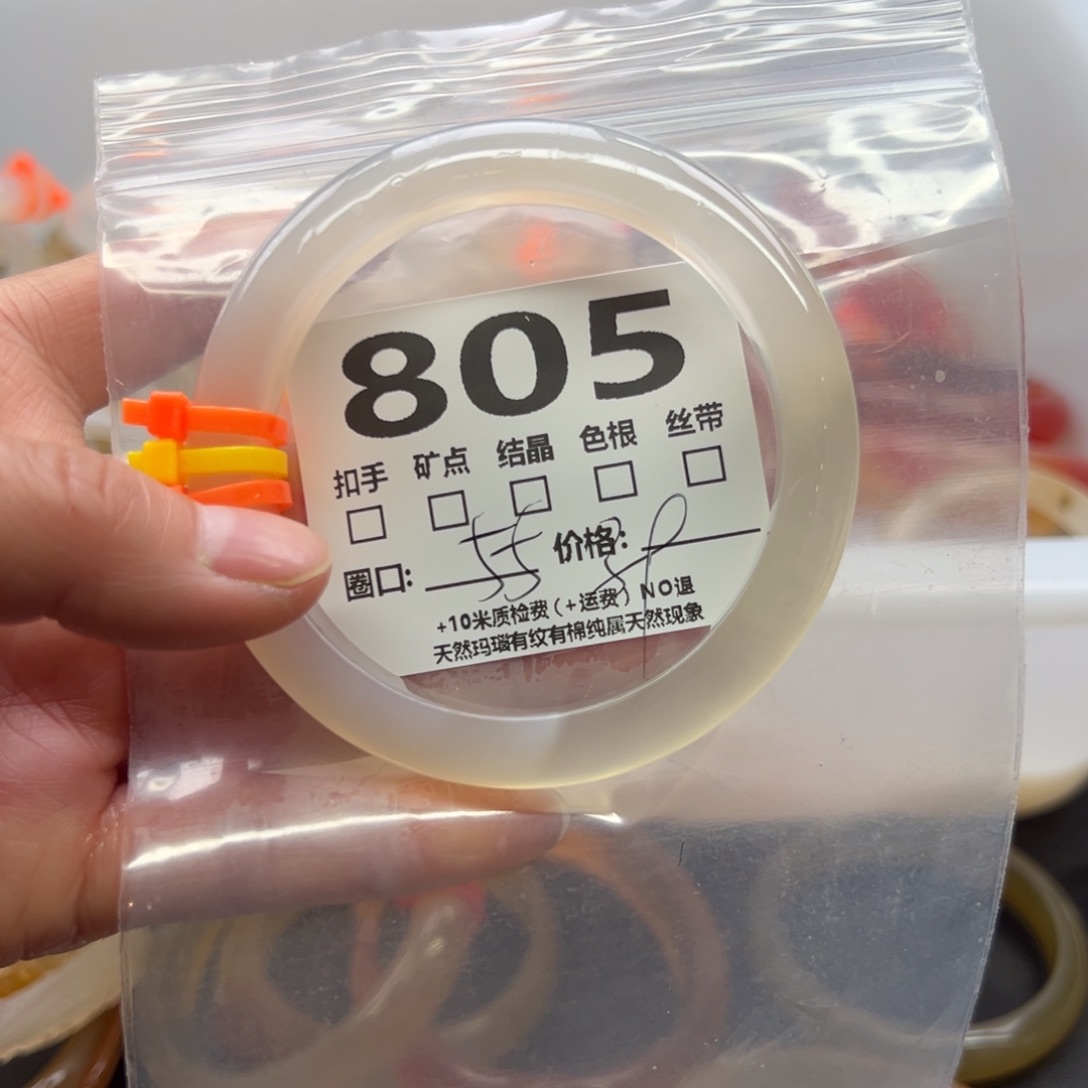 805
扣手 矿点 结晶 色根 丝带
圈口: 55 价格:
+10米质检费(+运费) NO退
天然玛瑙有纹有棉纯属天然现象